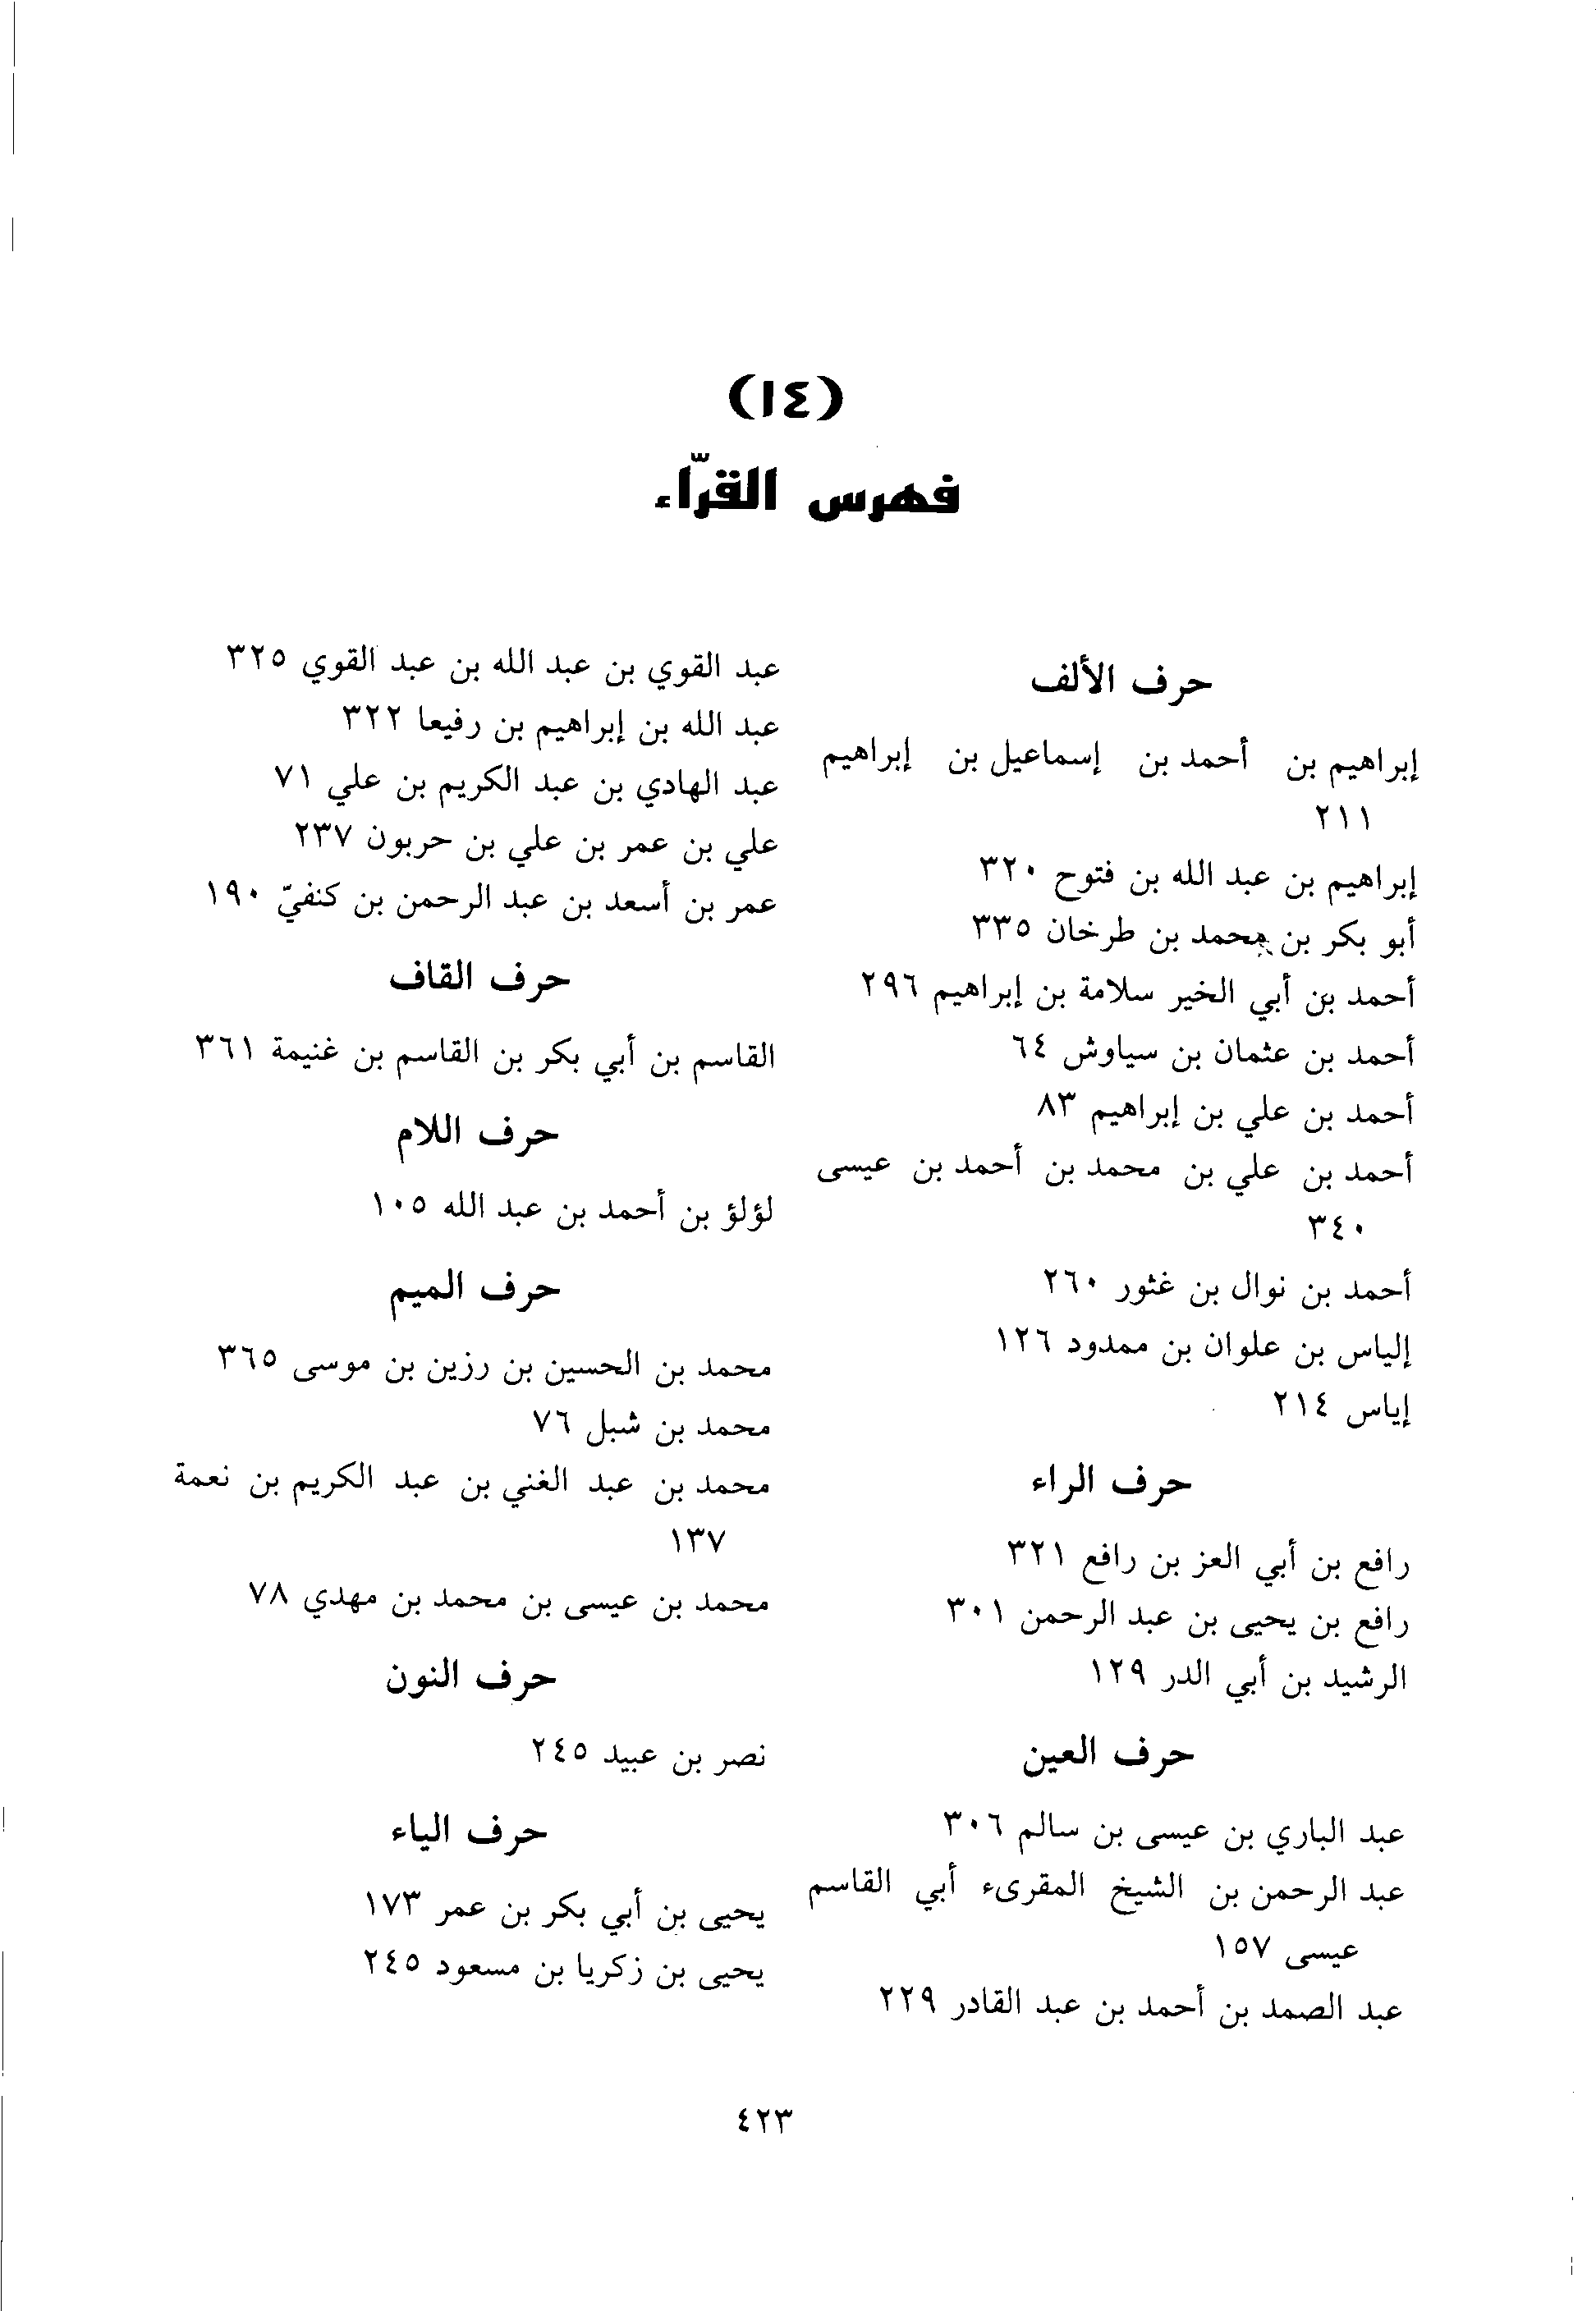 (١٤)
فهرس القرّاء
حرف الألف
إبراهيم بن أحمد بن إسماعيل بن إبراهيم
٢١١
إبراهيم بن عبد الله بن فتوح ٣٢٠
أبو بكر بن محمد بن طرخان ٣٣٥
أحمد بن أبي الخير سلامة بن إبراهيم ٢٩٦
أحمد بن عثمان بن سياوش ٦٤
أحمد بن علي بن إبراهيم ٨٣
أحمد بن علي بن محمد بن أحمد بن عيسى
٣٤٠
أحمد بن نوال بن غثور ٢٦٠
إلياس بن علوان بن ممدود ١٢٦
إياس ٢١٤
حرف الراء
رافع بن أبي العز بن رافع ٣٢١
رافع بن يحيى بن عبد الرحمن ٣٠١
الرشيد بن أبي الدر ١٢٩
حرف العين
عبد الباري بن عيسى بن سالم ٣٠٦
عبد الرحمن بن الشيخ المقرىء أبي القاسم
عيسى ١٥٧
عبد الصمد بن أحمد بن عبد القادر ٢٢٩
عبد القوي بن عبد الله بن عبد القوي ٣٢٥
عبد الله بن إبراهيم بن رفيعا ٣٢٢
عبد الهادي بن عبد الكريم بن علي ٧١
علي بن عمر بن علي بن حربون ٢٣٧
عمر بن أسعد بن عبد الرحمن بن كنفيّ ١٩٠
حرف القاف
القاسم بن أبي بكر بن القاسم بن غنيمة ٣٦١
حرف اللام
لؤلؤ بن أحمد بن عبد الله ١٠٥
حرف الميم
محمد بن الحسين بن رزين بن موسى ٣٦٥
محمد بن شبل ٧٦
محمد بن عبد الغني بن عبد الكريم بن نعمة
١٣٧
محمد بن عيسى بن محمد بن مهدي ٧٨
حرف النون
نصر بن عبيد ٢٤٥
حرف الياء
يحيى بن أبي بكر بن عمر ١٧٣
يحيى بن زكريا بن مسعود ٢٤٥
٤٢٣